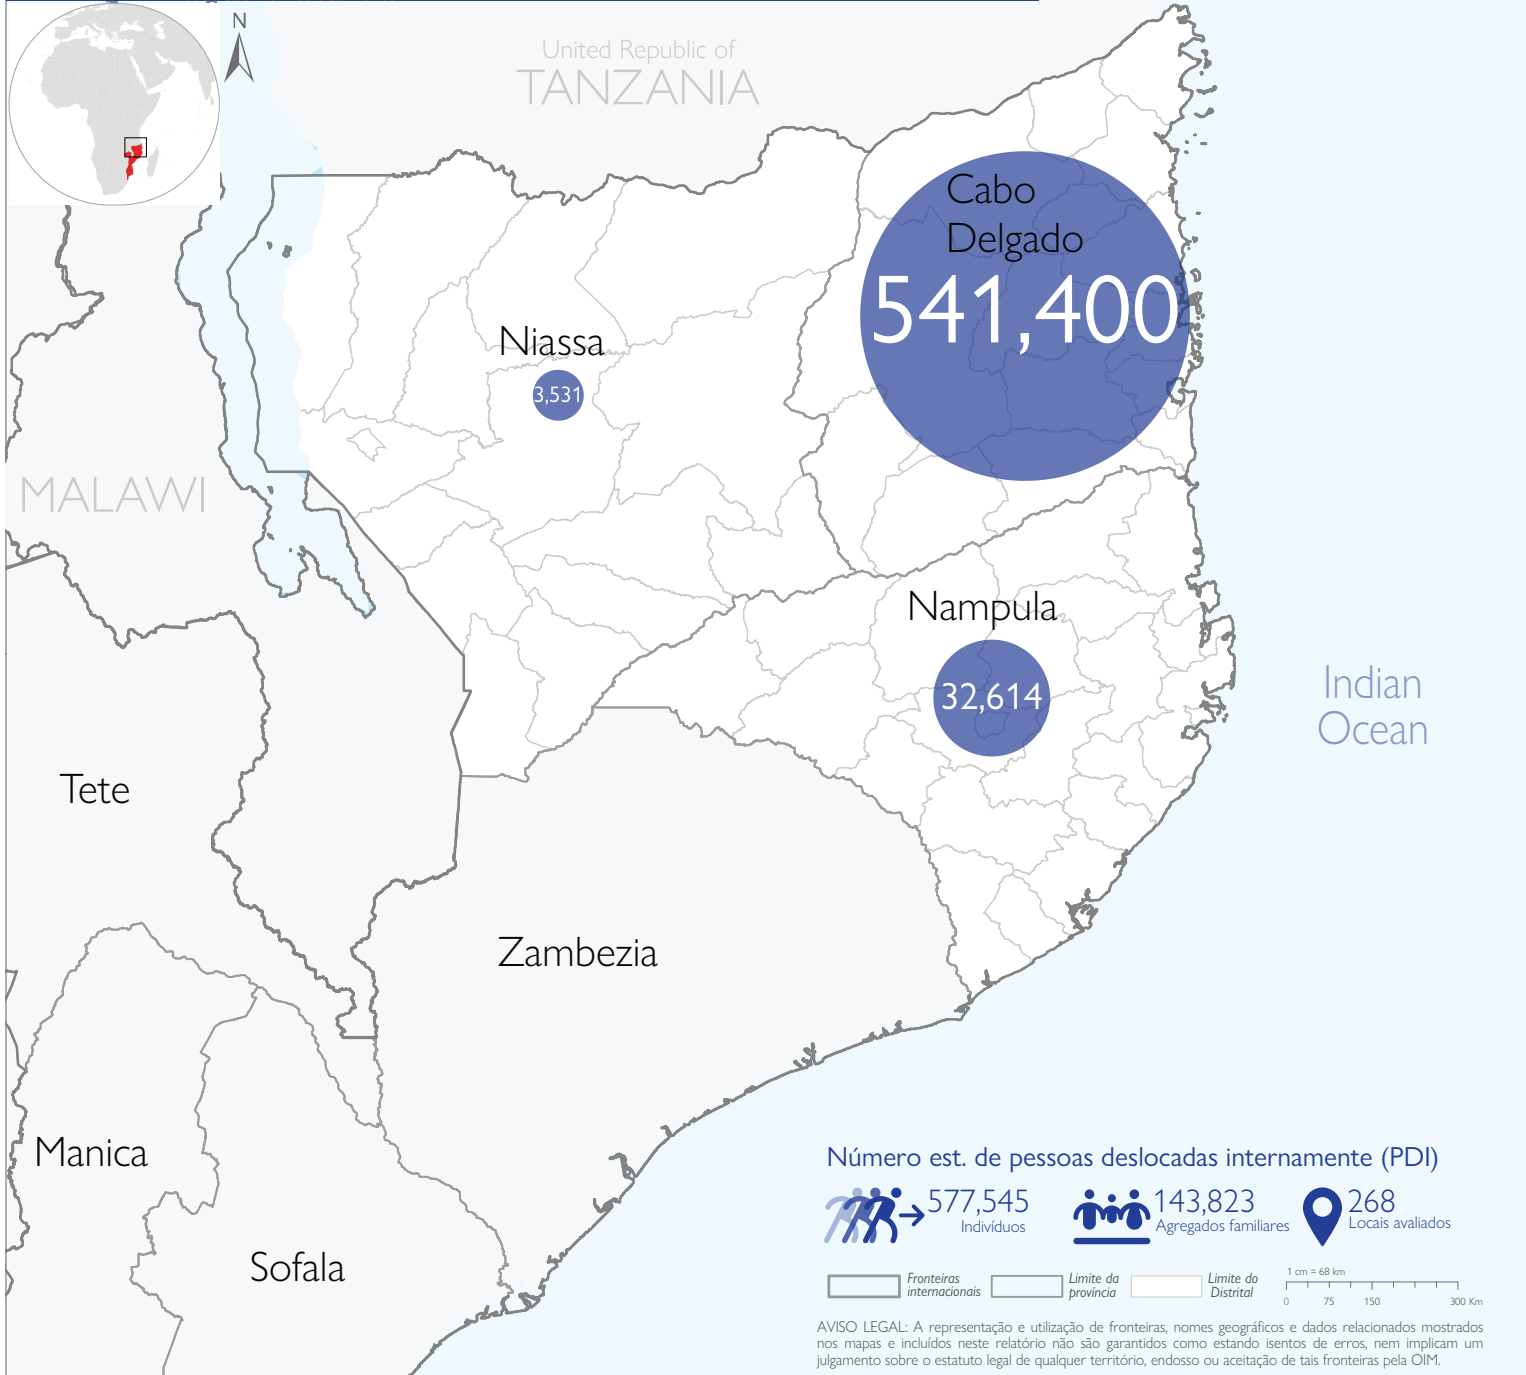 N
United Republic of
TANZANIA
Cabo
Delgado
541,400
Niassa
3,531
MALAWI
Nampula
32,614
Indian
Ocean
Tete
Zambezia
Manica
Sofala
Número est. de pessoas deslocadas internamente (PDI)
577,545
Indivíduos
143,823
Agregados familiares
268
Locais avaliados
Fronteiras
internacionais
Limite da
província
Limite do
Distrital
1 cm = 68 km
0 75 150 300 Km
AVISO LEGAL: A representação e utilização de fronteiras, nomes geográficos e dados relacionados mostrados
nos mapas e incluídos neste relatório não são garantidos como estando isentos de erros, nem implicam um
julgamento sobre o estatuto legal de qualquer território, endosso ou aceitação de tais fronteiras pela OIM.